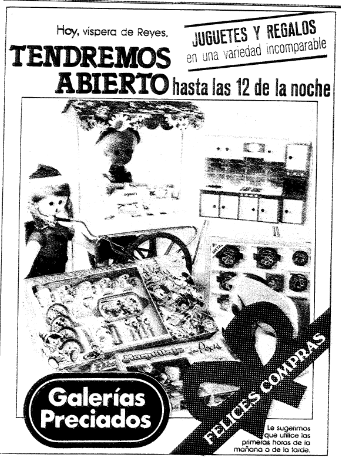 Hoy, vispera de Reyes,
TENDREMOS
ABIERTO hasta las 12 de la noche
JUGUETES Y REGALOS
en una variedad incomparable
Galerías
Preciados
FELICES COMPRAS
Le sugerimos
que utilice las
primeras horas de la
mañana o de la tarde.